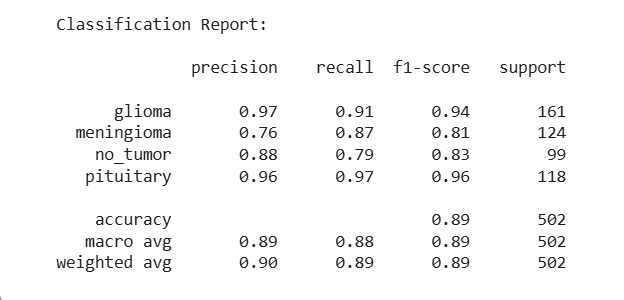 Classification Report:
precision recall f1-score support
glioma 0.97 0.91 0.94 161
meningioma 0.76 0.87 0.81 124
no_tumor 0.88 0.79 0.83 99
pituitary 0.96 0.97 0.96 118
accuracy 0.89 502
macro avg 0.89 0.88 0.89 502
weighted avg 0.90 0.89 0.89 502